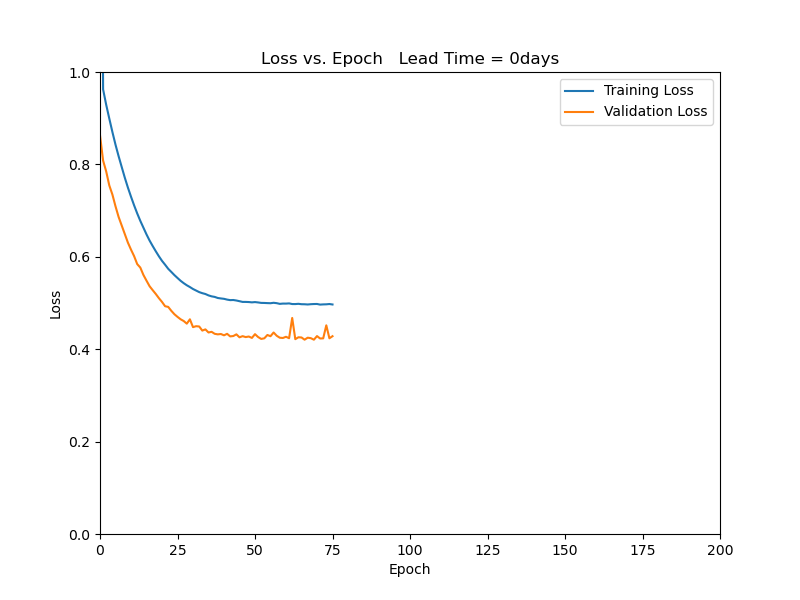 Loss vs. Epoch   Lead Time = 0days
Training Loss
Validation Loss
Loss
1.0
0.8
0.6
0.4
0.2
0.0
0 25 50 75 100 125 150 175 200
Epoch